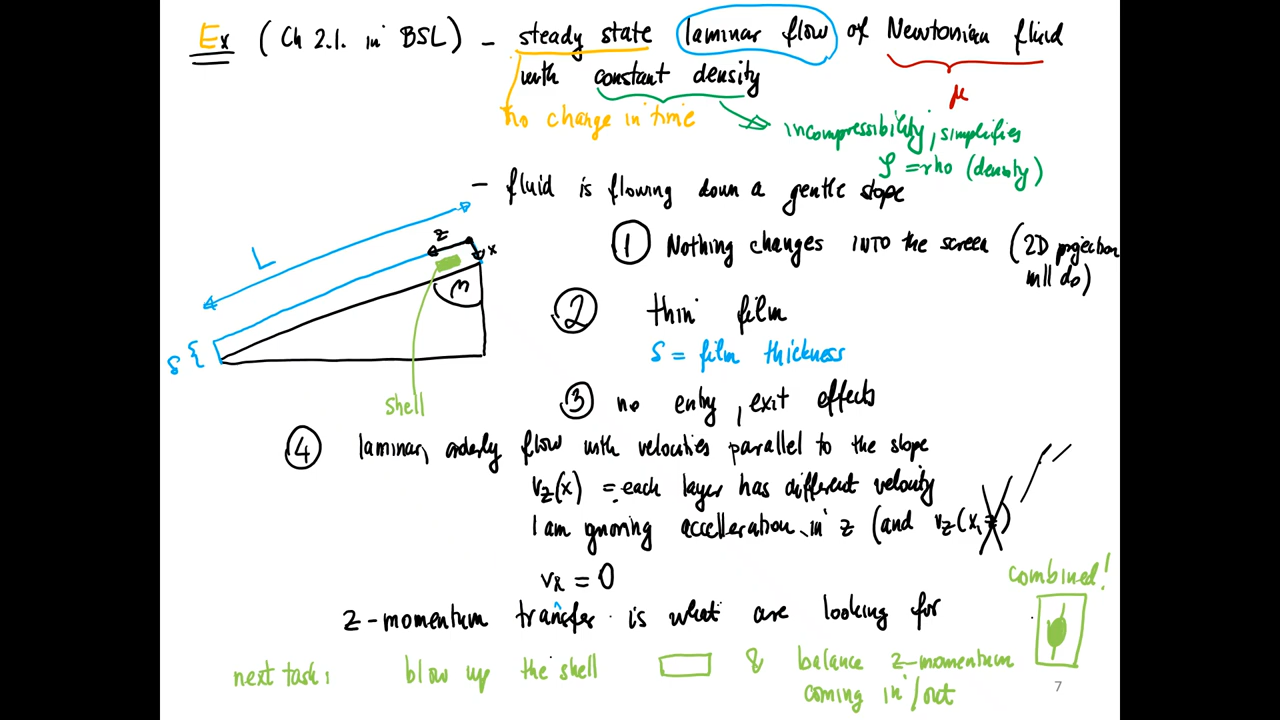 Ex (Ch 2.1. in BSL) - steady state laminar flow of Newtonian fluid
with constant density
μ
no change in time
incompressibility, simplifies
ρ = rho (density)
- fluid is flowing down a gentle slope
L
z
x
δ
shell
① Nothing changes INTO the screen (2D projection
will do)
② thin film
δ = film thickness
③ no entry, exit effects
④ laminar, orderly flow with velocities parallel to the slope
vz(x) = each layer has different velocity
I am ignoring accelleration in z (and vz(x,z)
= 0
z-momentum transfer is what are looking for
combined!
next task: blow up the shell & balance z-momentum
coming in/out
7